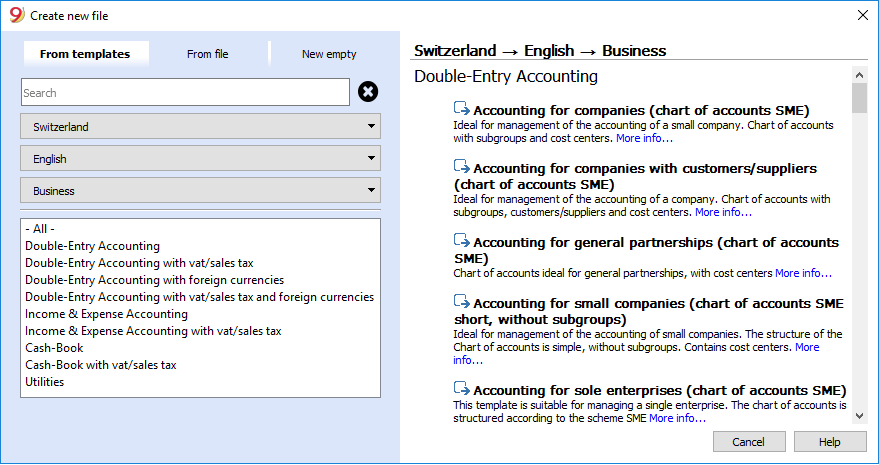 Create new file
From templates
From file
New empty
Search
Switzerland
English
Business
- All -
Double-Entry Accounting
Double-Entry Accounting with vat/sales tax
Double-Entry Accounting with foreign currencies
Double-Entry Accounting with vat/sales tax and foreign currencies
Income & Expense Accounting
Income & Expense Accounting with vat/sales tax
Cash-Book
Cash-Book with vat/sales tax
Utilities
Switzerland → English → Business
Double-Entry Accounting
Accounting for companies (chart of accounts SME)
Ideal for management of the accounting of a small company. Chart of accounts
with subgroups and cost centers. More info...
Accounting for companies with customers/suppliers
(chart of accounts SME)
Ideal for management of the accounting of a company. Chart of accounts with
subgroups, customers/suppliers and cost centers. More info...
Accounting for general partnerships (chart of accounts
SME)
Chart of accounts ideal for general partnerships, with cost centers More info...
Accounting for small companies (chart of accounts SME
short, without subgroups)
Ideal for management of the accounting of small companies. The structure of the
Chart of accounts is simple, without subgroups. Contains cost centers. More
info...
Accounting for sole enterprises (chart of accounts SME)
This template is suitable for managing a single enterprise. The chart of accounts is
structured according to the scheme SME More info...
Cancel
Help